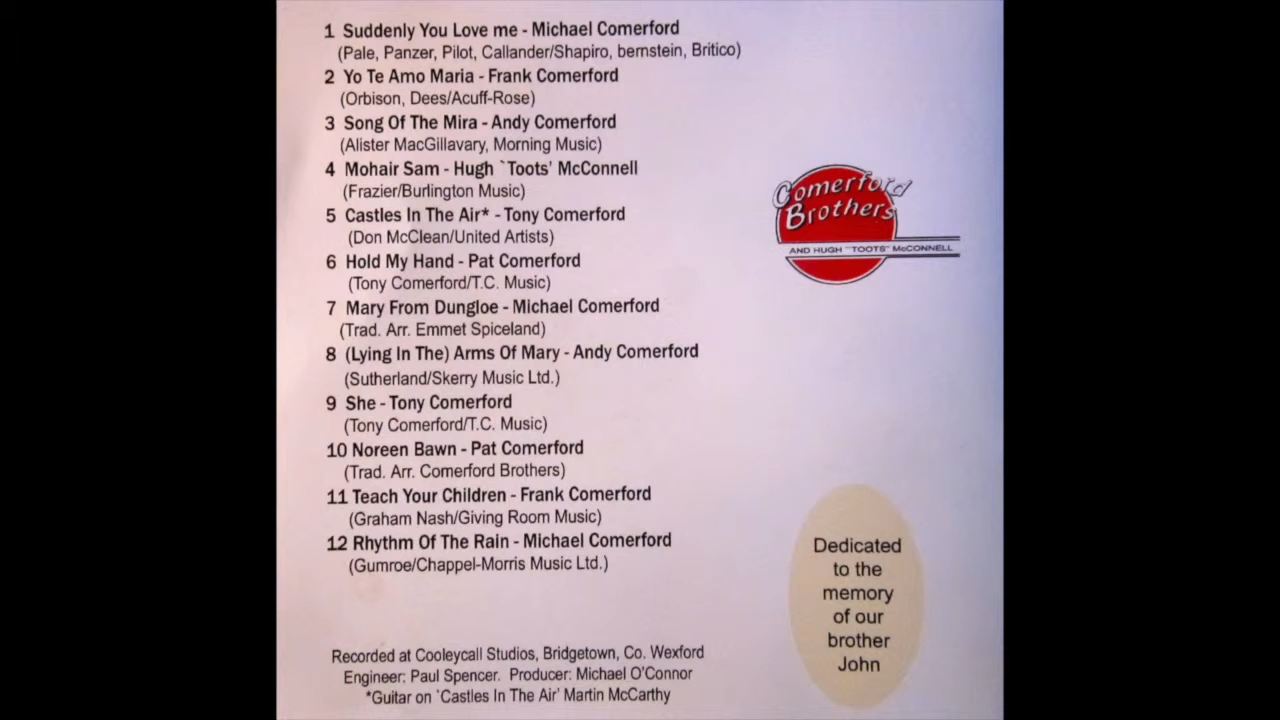 1 Suddenly You Love me - Michael Comerford
(Pale, Panzer, Pilot, Callander/Shapiro, bernstein, Britico)
2 Yo Te Amo Maria - Frank Comerford
(Orbison, Dees/Acuff-Rose)
3 Song Of The Mira - Andy Comerford
(Alister MacGillavary, Morning Music)
4 Mohair Sam - Hugh `Toots' McConnell
(Frazier/Burlington Music)
5 Castles In The Air* - Tony Comerford
(Don McClean/United Artists)
6 Hold My Hand - Pat Comerford
(Tony Comerford/T.C. Music)
7 Mary From Dungloe - Michael Comerford
(Trad. Arr. Emmet Spiceland)
8 (Lying In The) Arms Of Mary - Andy Comerford
(Sutherland/Skerry Music Ltd.)
9 She - Tony Comerford
(Tony Comerford/T.C. Music)
10 Noreen Bawn - Pat Comerford
(Trad. Arr. Comerford Brothers)
11 Teach Your Children - Frank Comerford
(Graham Nash/Giving Room Music)
12 Rhythm Of The Rain - Michael Comerford
(Gumroe/Chappel-Morris Music Ltd.)
Recorded at Cooleycall Studios, Bridgetown, Co. Wexford
Engineer: Paul Spencer. Producer: Michael O'Connor
*Guitar on `Castles In The Air' Martin McCarthy
Comerford
Brothers
AND HUGH "TOOTS" McCONNELL
Dedicated
to the
memory
of our
brother
John